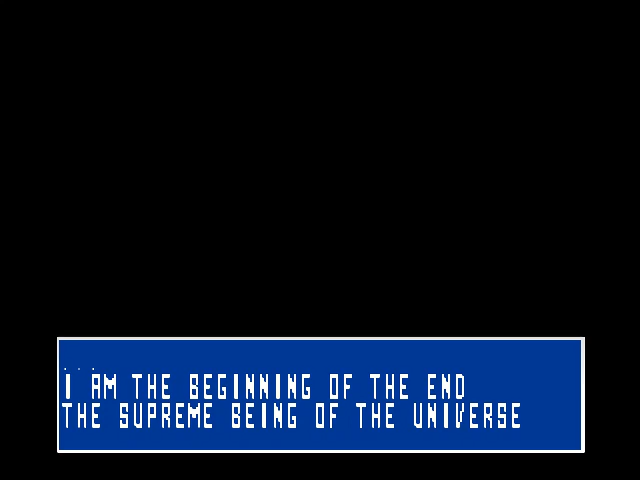 ...
I AM THE BEGINNING OF THE END
THE SUPREME BEING OF THE UNIVERSE